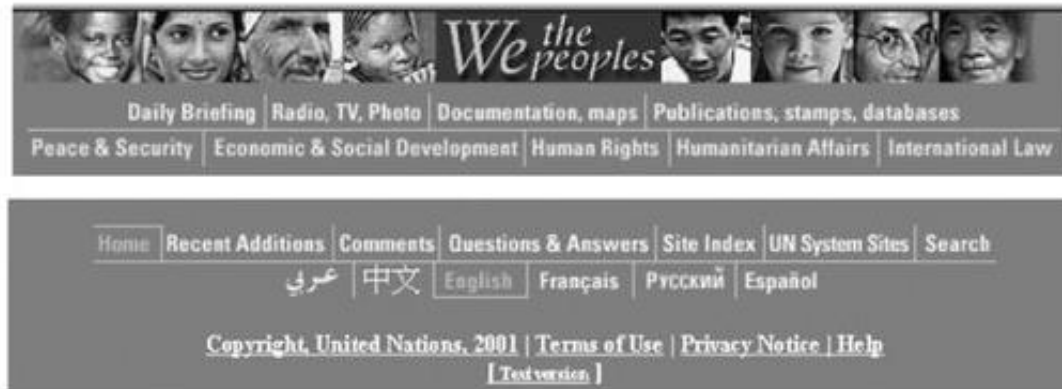 We the peoples
Daily Briefing | Radio, TV, Photo | Documentation, maps | Publications, stamps, databases
Peace & Security | Economic & Social Development | Human Rights | Humanitarian Affairs | International Law
Home | Recent Additions | Comments | Questions & Answers | Site Index | UN System Sites | Search
عربي | 中文 | English | Français | Русский | Español
Copyright, United Nations, 2001 | Terms of Use | Privacy Notice | Help
[ Text version ]